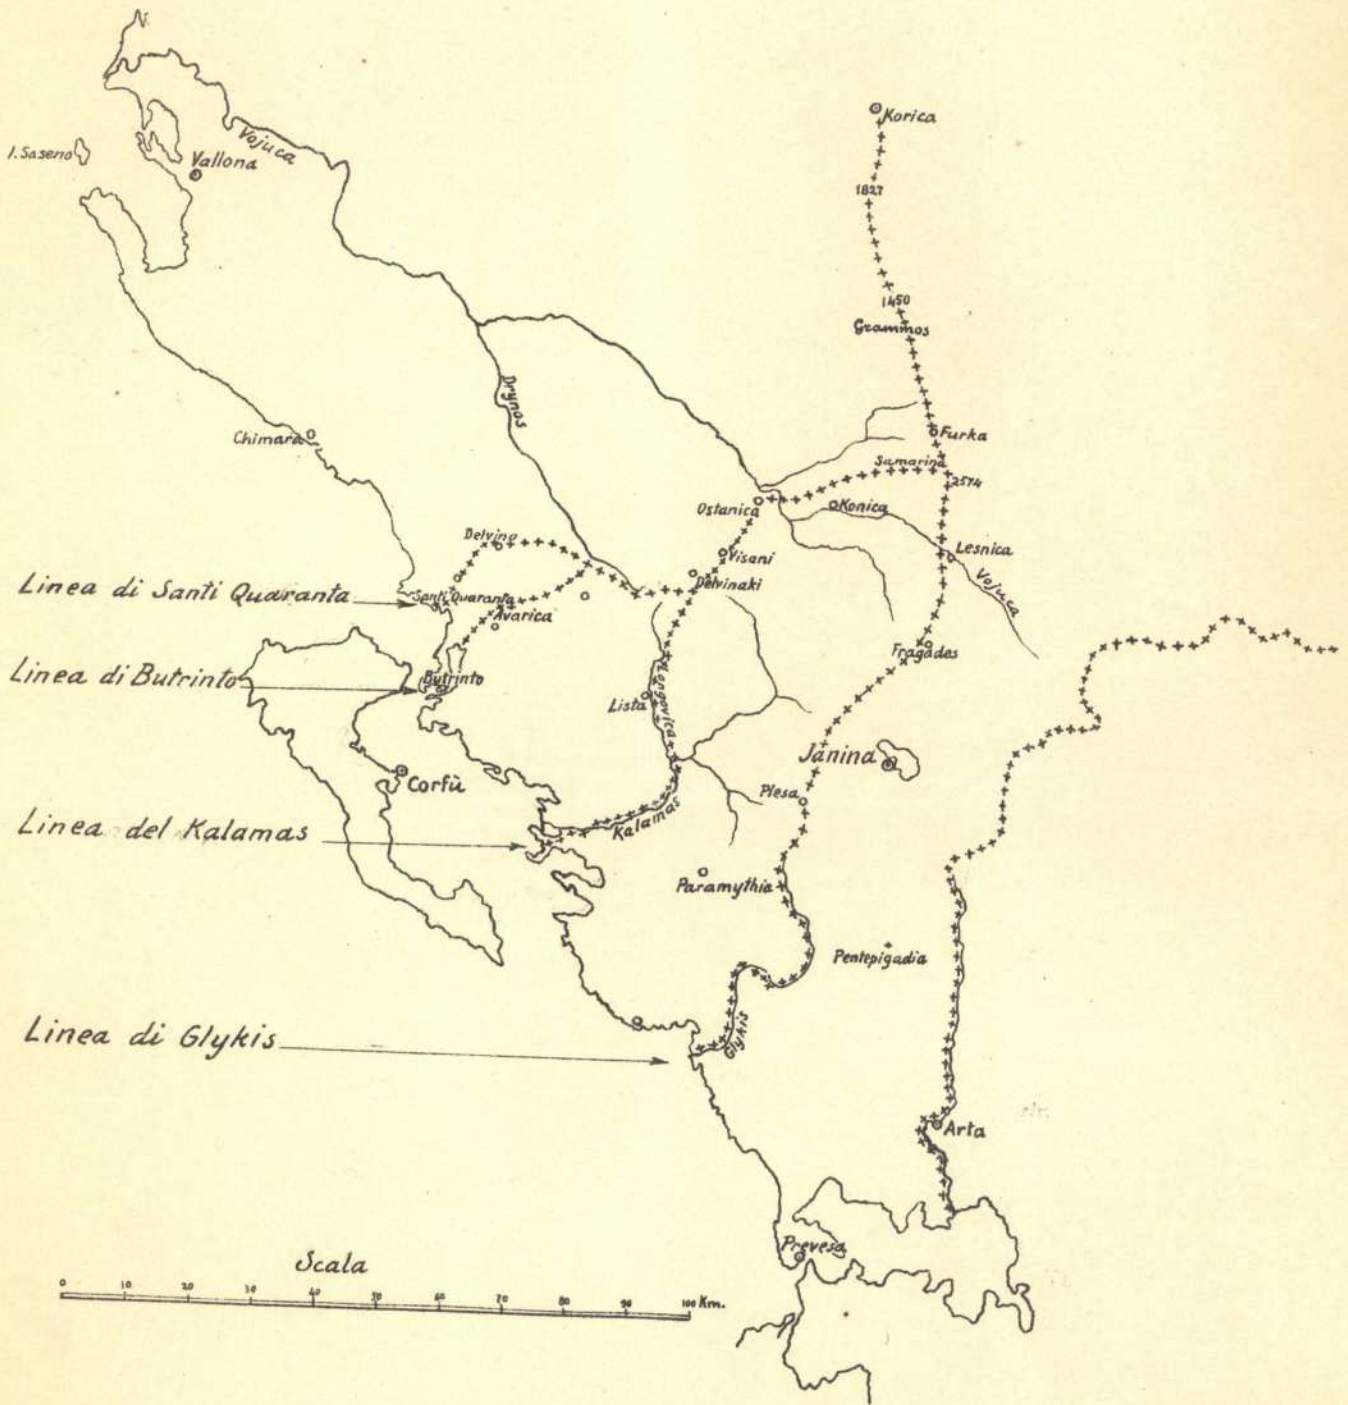 Korica
Vojuca
I. Saseno
Vallona
1827
1450
Grammos
Drynos
Chimara
Furka
Samarina
2574
Ostanica
Konica
Delvino
Visani
Lesnica
Delvinaki
Vojuca
Linea di Santi Quaranta
Santi Quaranta
Avarica
Fragades
Linea di Butrinto
Butrinto
Lista
Janina
Corfù
Plesa
Linea del Kalamas
Kalamas
Paramythia
Pentepigadia
Linea di Glykis
Glykis
Arta
Prevesa
Scala
0 10 20 30 40 50 60 70 80 90 100 Km.